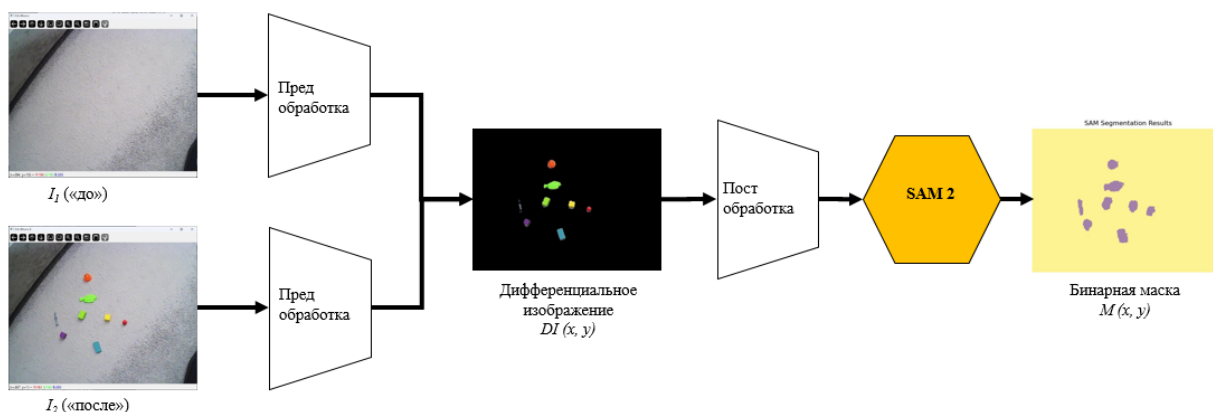 Пред
обработка
I₁ («до»)
Пред
обработка
I₂ («после»)
Дифференциальное
изображение
DI (x, y)
Пост
обработка
SAM 2
SAM Segmentation Results
Бинарная маска
M (x, y)